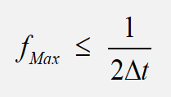 f_Max ≤ 1/(2Δt)